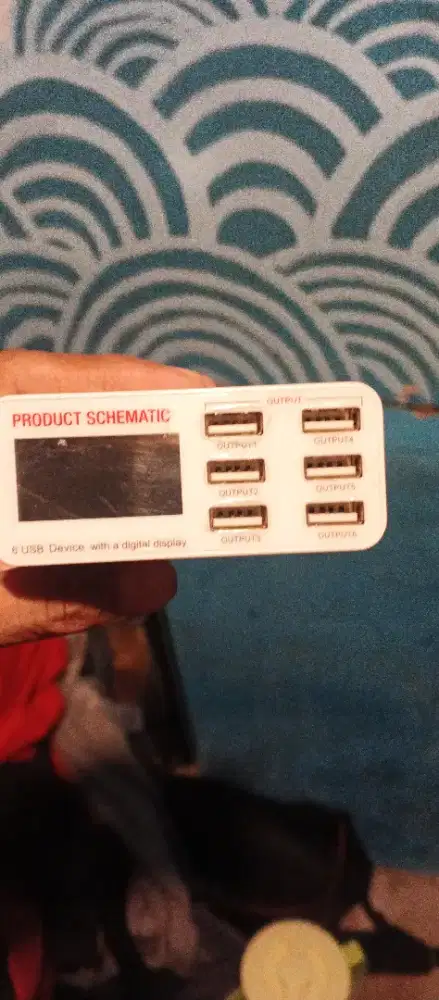 PRODUCT SCHEMATIC
6 USB Device with a digital display
OUTPUT
OUTPUT1
OUTPUT4
OUTPUT2
OUTPUT5
OUTPUT3
OUTPUT6